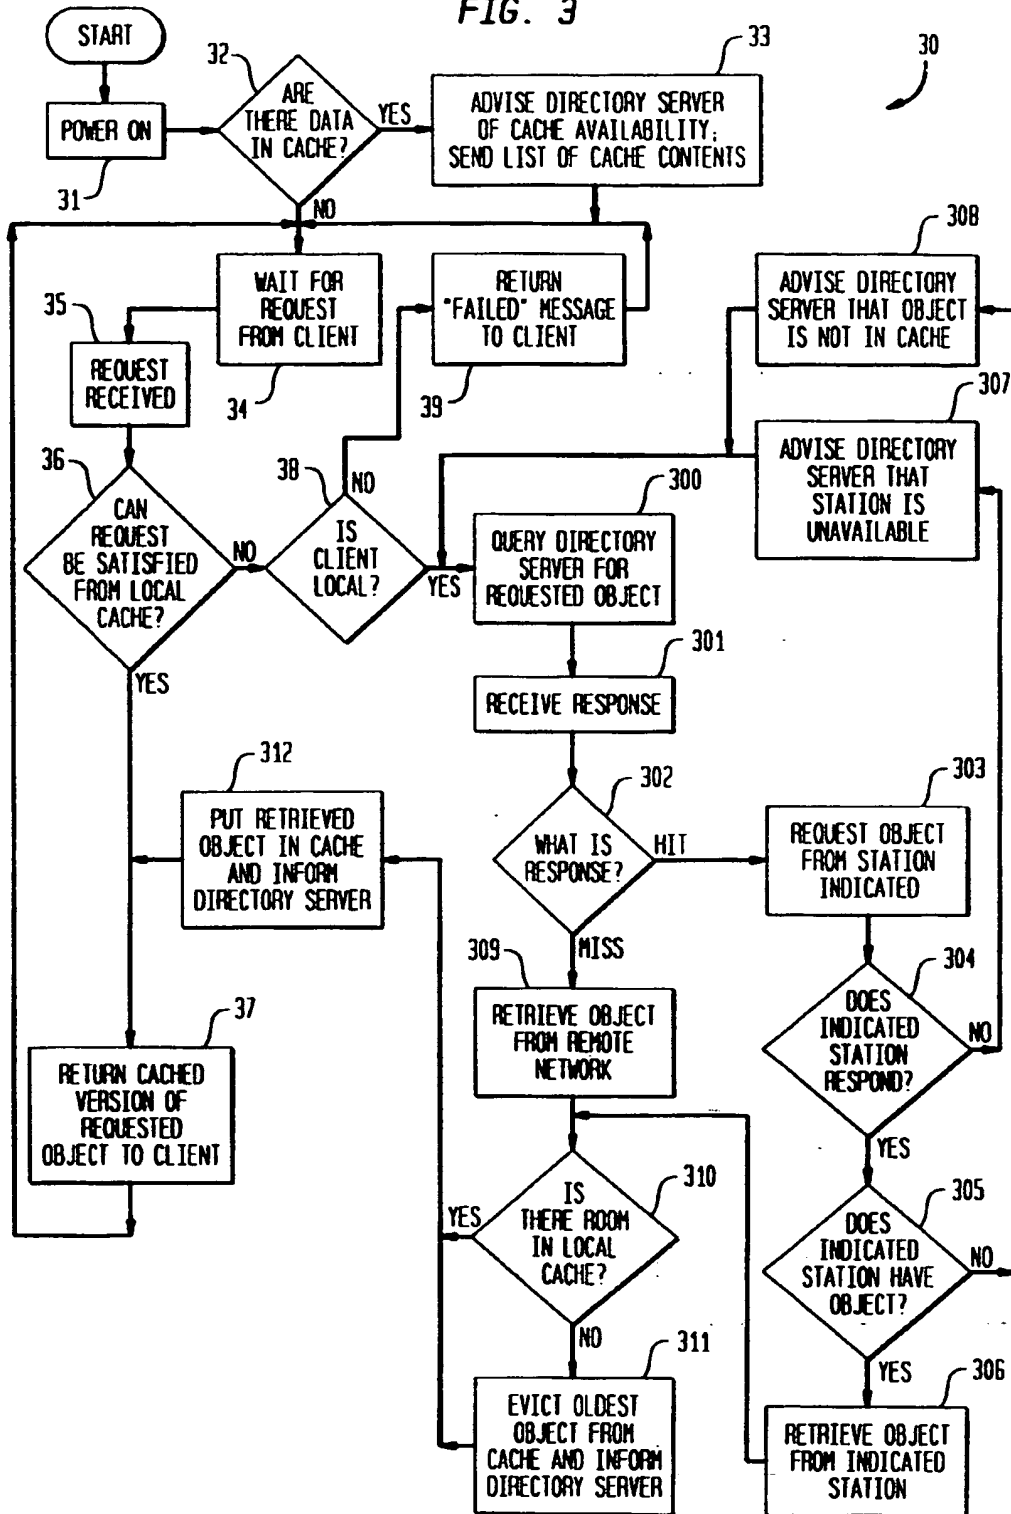 FIG. 3
START
32
33
30
ARE
THERE DATA
IN CACHE?
YES
ADVISE DIRECTORY SERVER
OF CACHE AVAILABILITY;
SEND LIST OF CACHE CONTENTS
POWER ON
31
NO
308
WAIT FOR
REQUEST
FROM CLIENT
RETURN
"FAILED" MESSAGE
TO CLIENT
ADVISE DIRECTORY
SERVER THAT OBJECT
IS NOT IN CACHE
35
REQUEST
RECEIVED
34
39
307
ADVISE DIRECTORY
SERVER THAT
STATION IS
UNAVAILABLE
36
38
NO
300
CAN
REQUEST
BE SATISFIED
FROM LOCAL
CACHE?
NO
IS
CLIENT
LOCAL?
YES
QUERY DIRECTORY
SERVER FOR
REQUESTED OBJECT
301
YES
RECEIVE RESPONSE
312
302
303
PUT RETRIEVED
OBJECT IN CACHE
AND INFORM
DIRECTORY SERVER
WHAT IS
RESPONSE?
HIT
REQUEST OBJECT
FROM STATION
INDICATED
MISS
309
304
RETRIEVE OBJECT
FROM REMOTE
NETWORK
DOES
INDICATED
STATION
RESPOND?
NO
37
RETURN CACHED
VERSION OF
REQUESTED
OBJECT TO CLIENT
YES
310
305
IS
THERE ROOM
IN LOCAL
CACHE?
YES
DOES
INDICATED
STATION HAVE
OBJECT?
NO
NO
311
YES
306
EVICT OLDEST
OBJECT FROM
CACHE AND INFORM
DIRECTORY SERVER
RETRIEVE OBJECT
FROM INDICATED
STATION